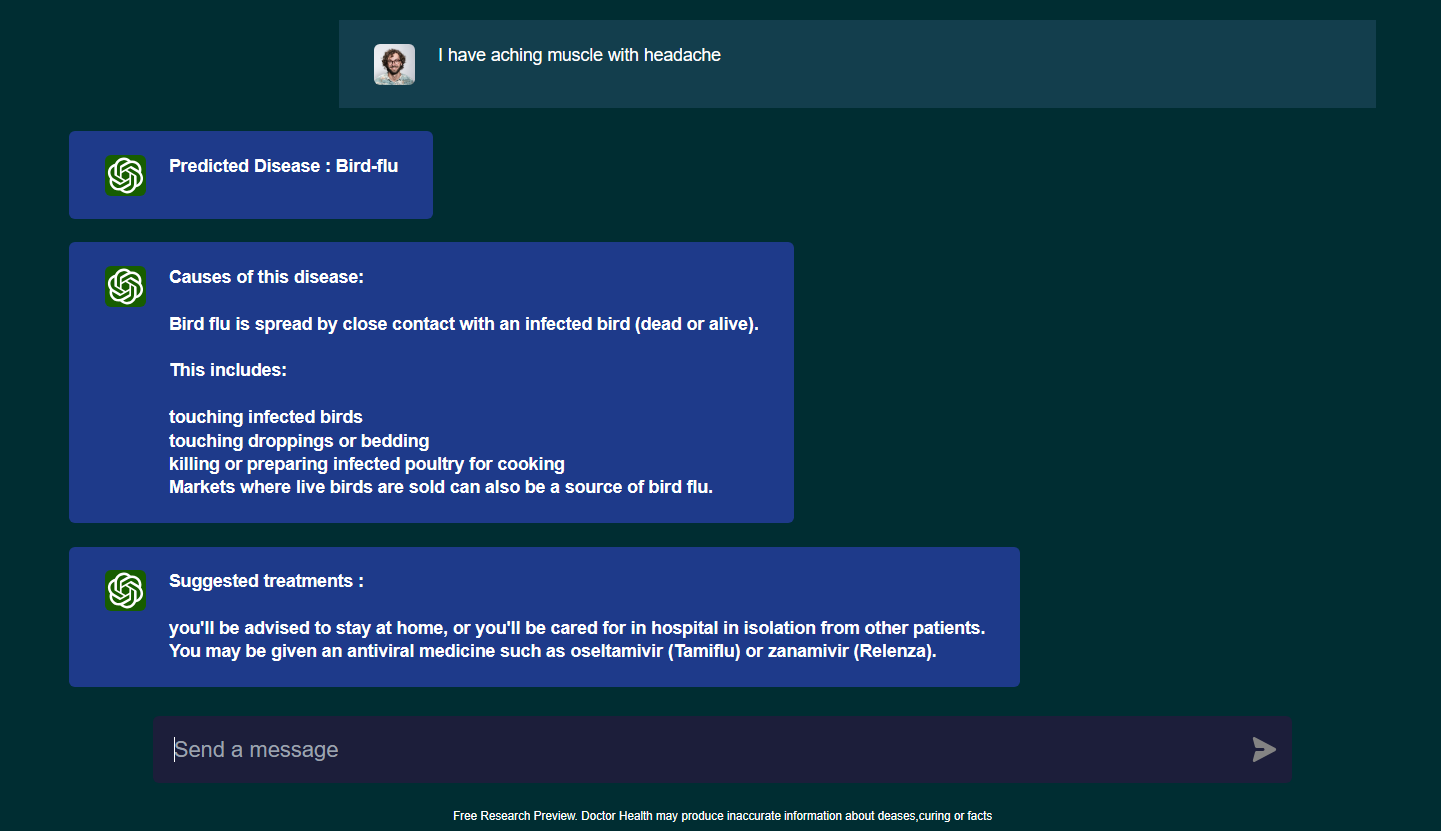 I have aching muscle with headache
Predicted Disease : Bird-flu
Causes of this disease:
Bird flu is spread by close contact with an infected bird (dead or alive).
This includes:
touching infected birds
touching droppings or bedding
killing or preparing infected poultry for cooking
Markets where live birds are sold can also be a source of bird flu.
Suggested treatments :
you'll be advised to stay at home, or you'll be cared for in hospital in isolation from other patients.
You may be given an antiviral medicine such as oseltamivir (Tamiflu) or zanamivir (Relenza).
Send a message
Free Research Preview. Doctor Health may produce inaccurate information about deases,curing or facts